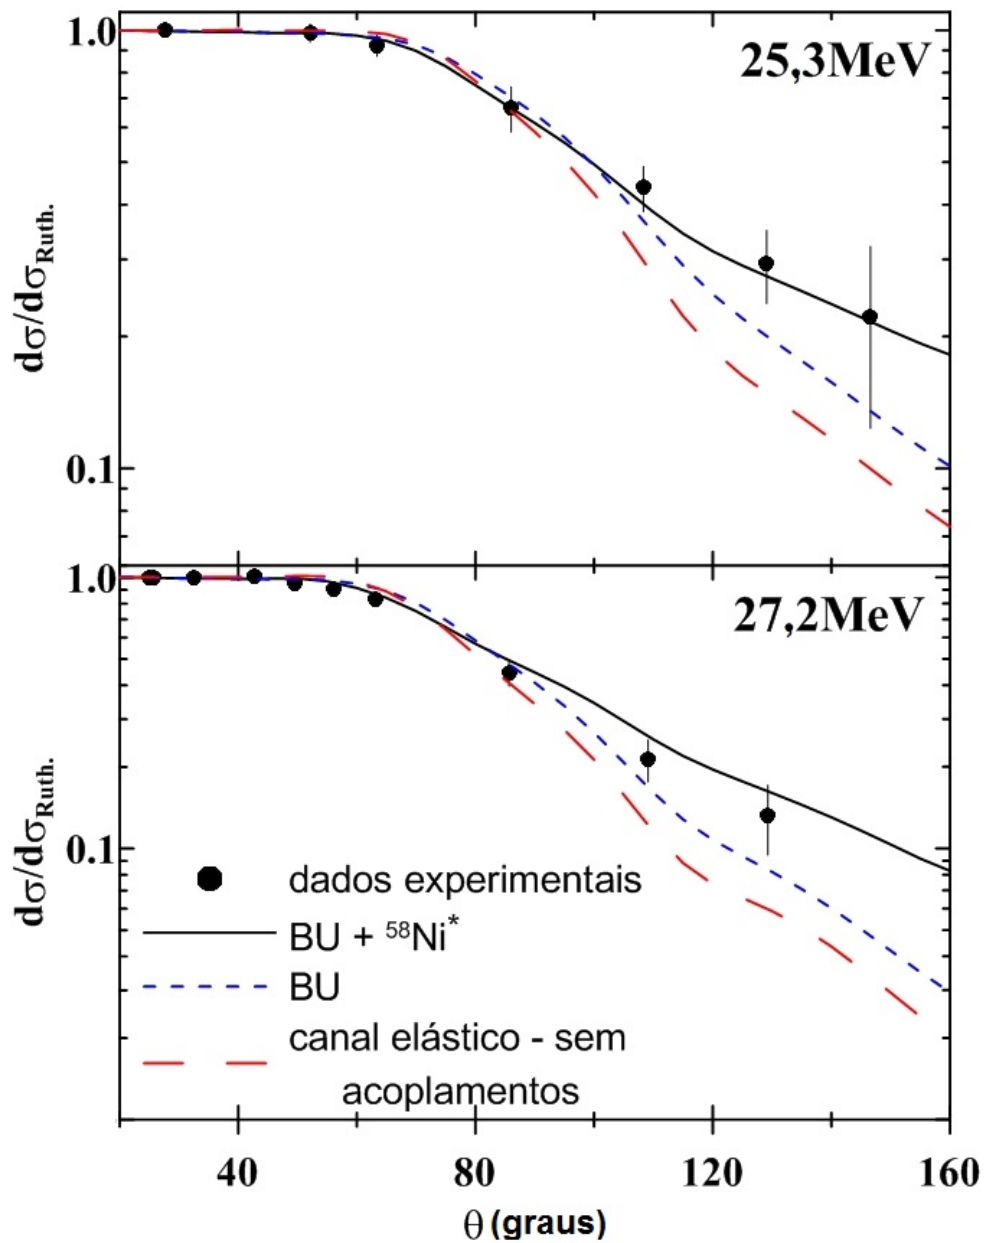 1.0
25,3MeV
dσ/dσRuth.
0.1
1.0
27,2MeV
dσ/dσRuth.
0.1
dados experimentais
BU + ⁵⁸Ni*
BU
canal elástico - sem
acoplamentos
40 80 120 160
θ (graus)